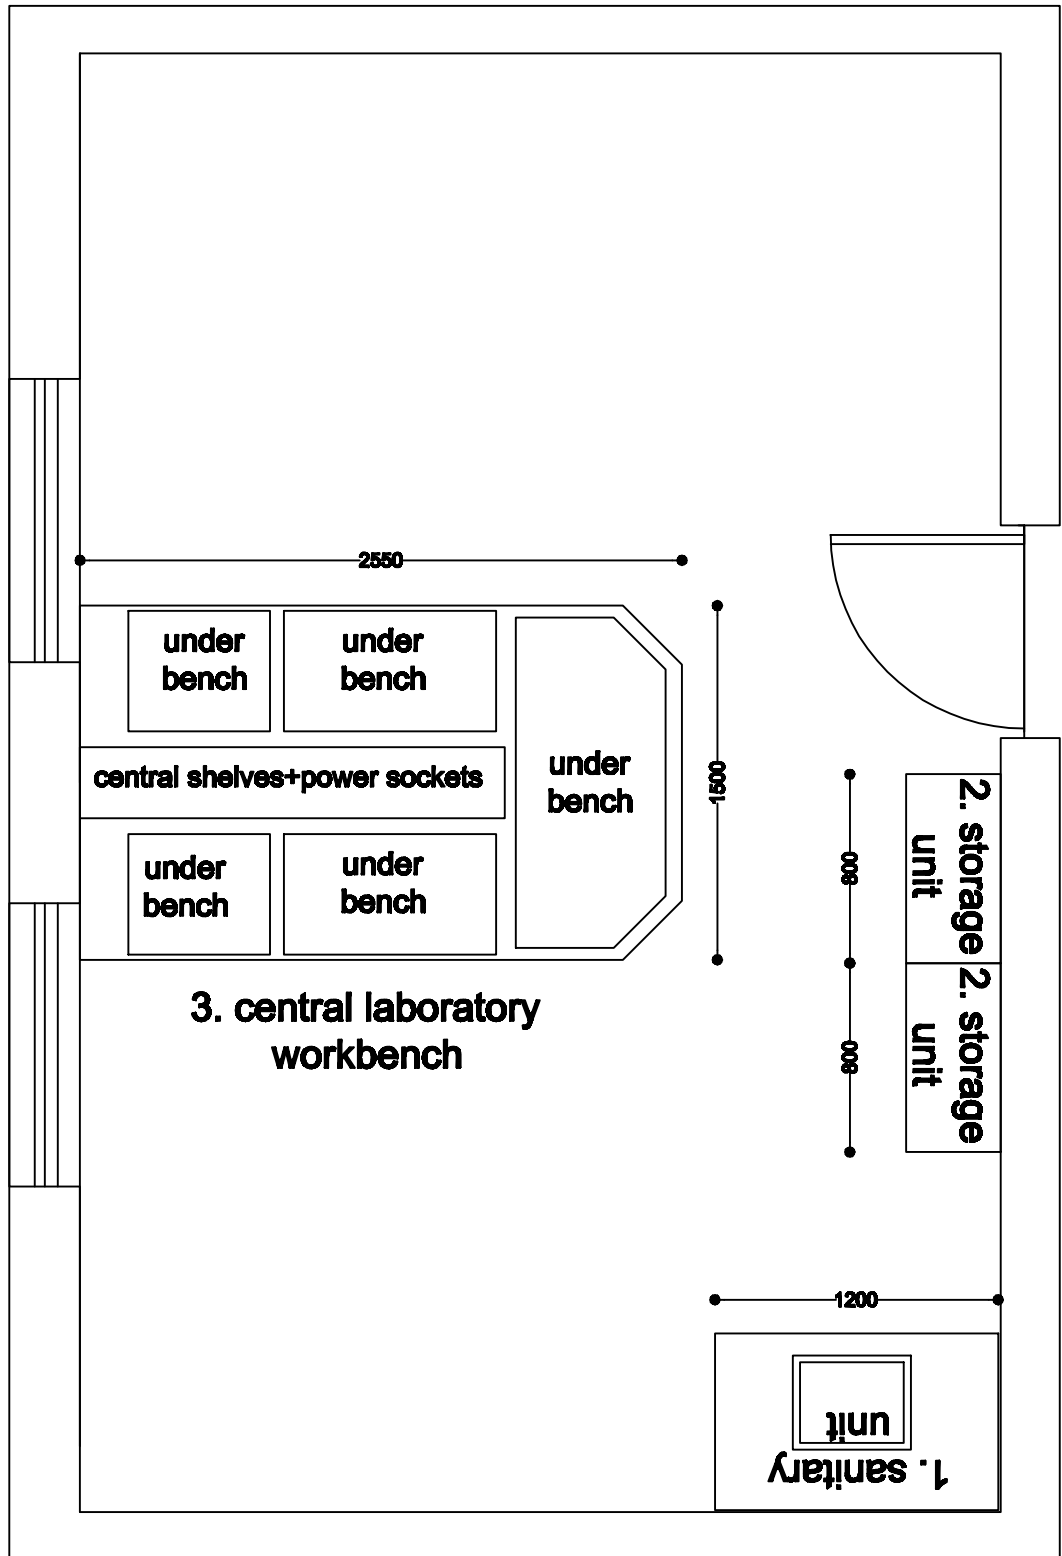 2550
under
bench
under
bench
central shelves+power sockets
under
bench
1500
under
bench
under
bench
3. central laboratory
workbench
800
2. storage
unit
800
2. storage
unit
1200
1. sanitary
unit